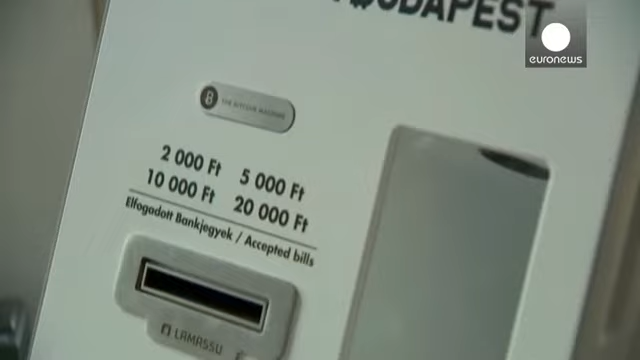 BUDAPEST
euronews
THE BITCOIN MACHINE
2 000 Ft 5 000 Ft
10 000 Ft 20 000 Ft
Elfogadott Bankjegyek / Accepted bills
LAMASSU